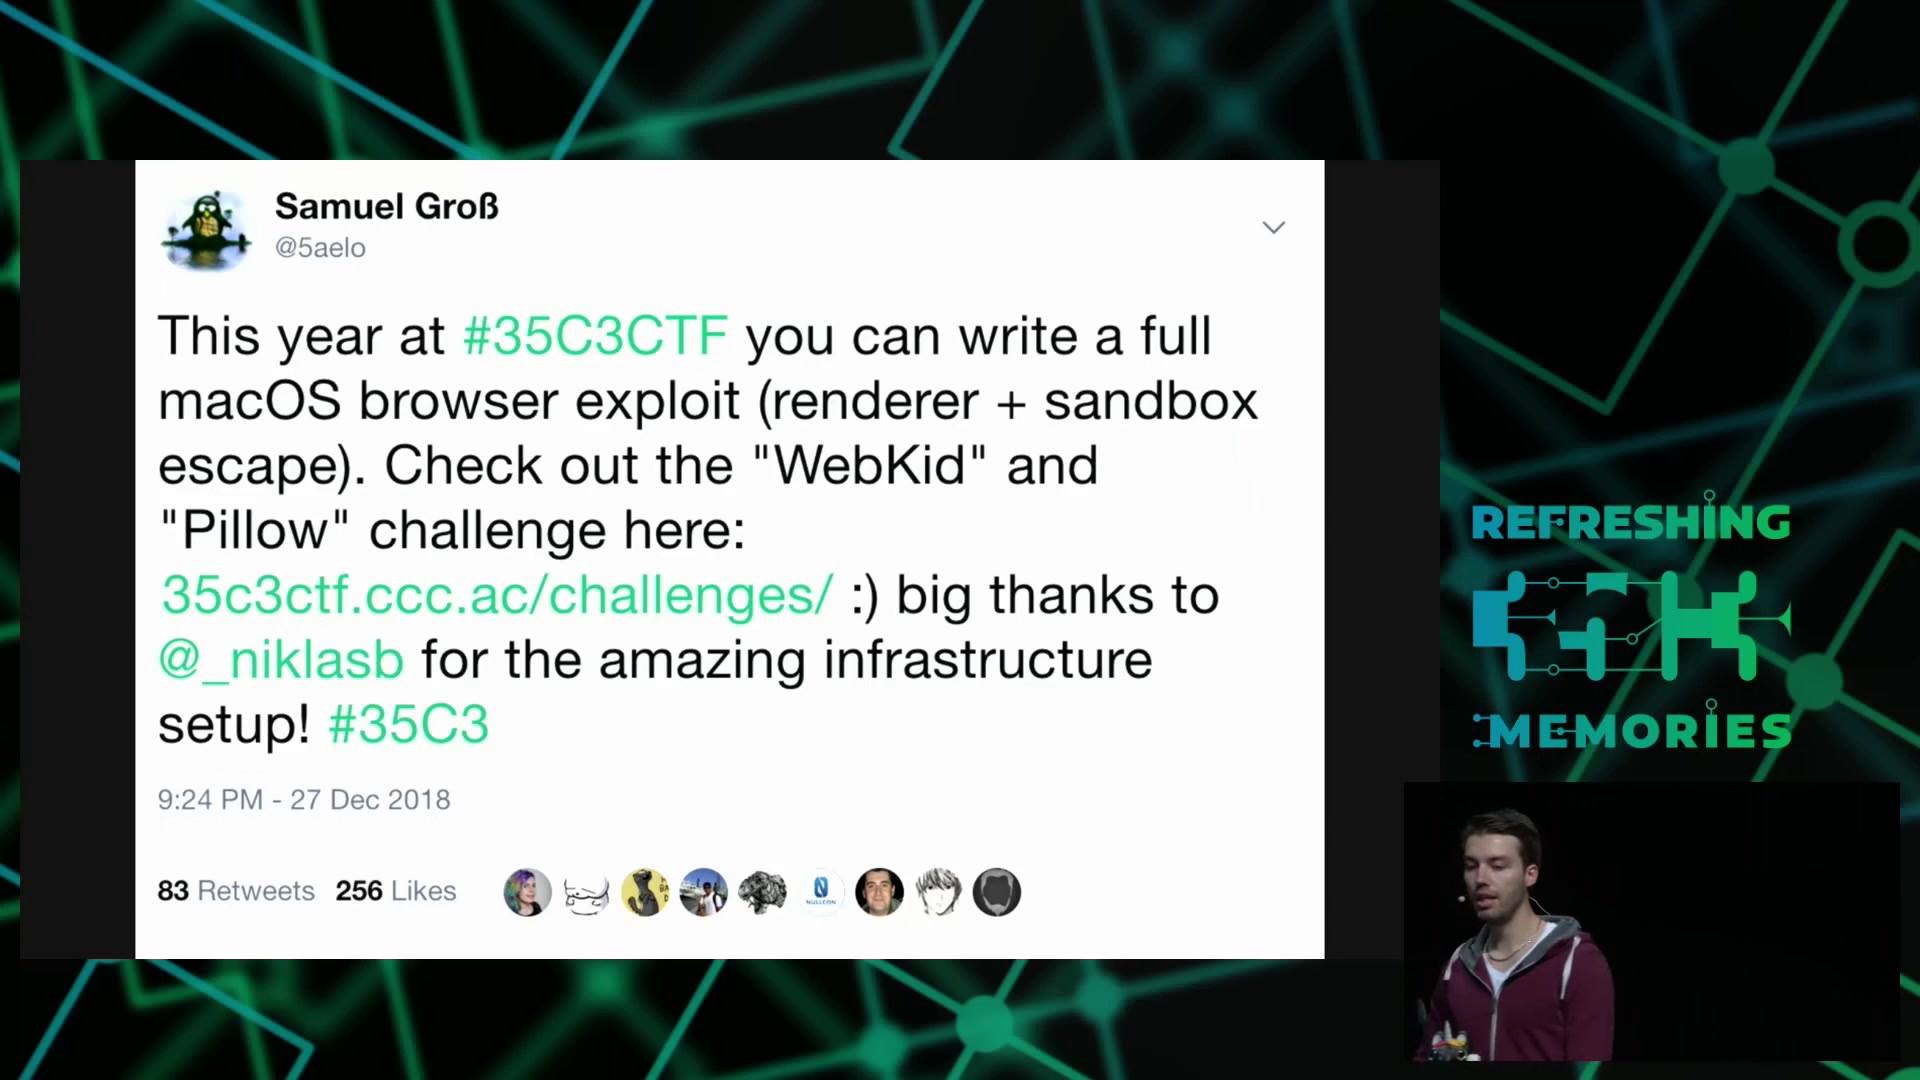 Samuel Groß
@5aelo
This year at #35C3CTF you can write a full
macOS browser exploit (renderer + sandbox
escape). Check out the "WebKid" and
"Pillow" challenge here:
35c3ctf.ccc.ac/challenges/ :) big thanks to
@_niklasb for the amazing infrastructure
setup! #35C3
9:24 PM - 27 Dec 2018
83 Retweets 256 Likes
NULLCON
REFRESHING
35C3
MEMORIES